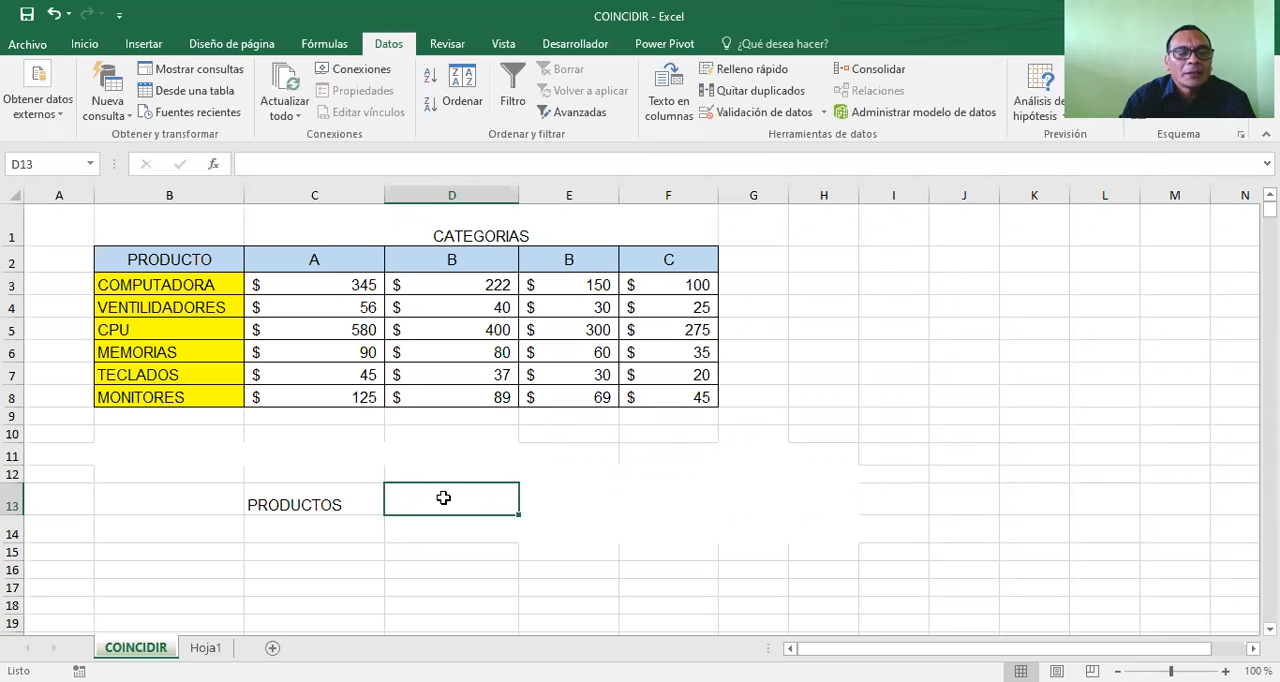 COINCIDIR - Excel
Archivo Inicio Insertar Diseño de página Fórmulas Datos Revisar Vista Desarrollador Power Pivot ¿Qué desea hacer?
Obtener datos externos
Nueva consulta
Mostrar consultas
Desde una tabla
Fuentes recientes
Obtener y transformar
Actualizar todo
Conexiones
Propiedades
Editar vínculos
Conexiones
Ordenar
Filtro
Borrar
Volver a aplicar
Avanzadas
Ordenar y filtrar
Texto en columnas
Relleno rápido
Quitar duplicados
Validación de datos
Consolidar
Relaciones
Administrar modelo de datos
Herramientas de datos
Análisis de hipótesis
Previsión
Esquema
D13
fx
A B C D E F G H I J K L M N
1 CATEGORIAS
2 PRODUCTO A B B C
3 COMPUTADORA $ 345 $ 222 $ 150 $ 100
4 VENTILIDADORES $ 56 $ 40 $ 30 $ 25
5 CPU $ 580 $ 400 $ 300 $ 275
6 MEMORIAS $ 90 $ 80 $ 60 $ 35
7 TECLADOS $ 45 $ 37 $ 30 $ 20
8 MONITORES $ 125 $ 89 $ 69 $ 45
9
10
11
12
13 PRODUCTOS
14
15
16
17
18
19
COINCIDIR Hoja1
Listo
100 %